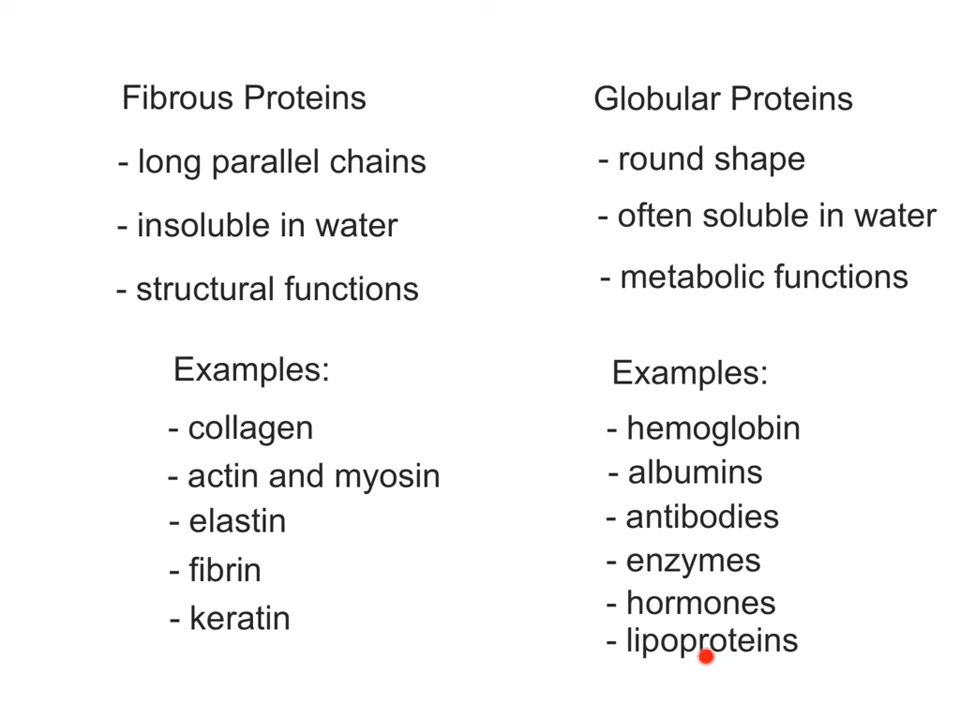 Fibrous Proteins
- long parallel chains
- insoluble in water
- structural functions
Examples:
- collagen
- actin and myosin
- elastin
- fibrin
- keratin
Globular Proteins
- round shape
- often soluble in water
- metabolic functions
Examples:
- hemoglobin
- albumins
- antibodies
- enzymes
- hormones
- lipoproteins